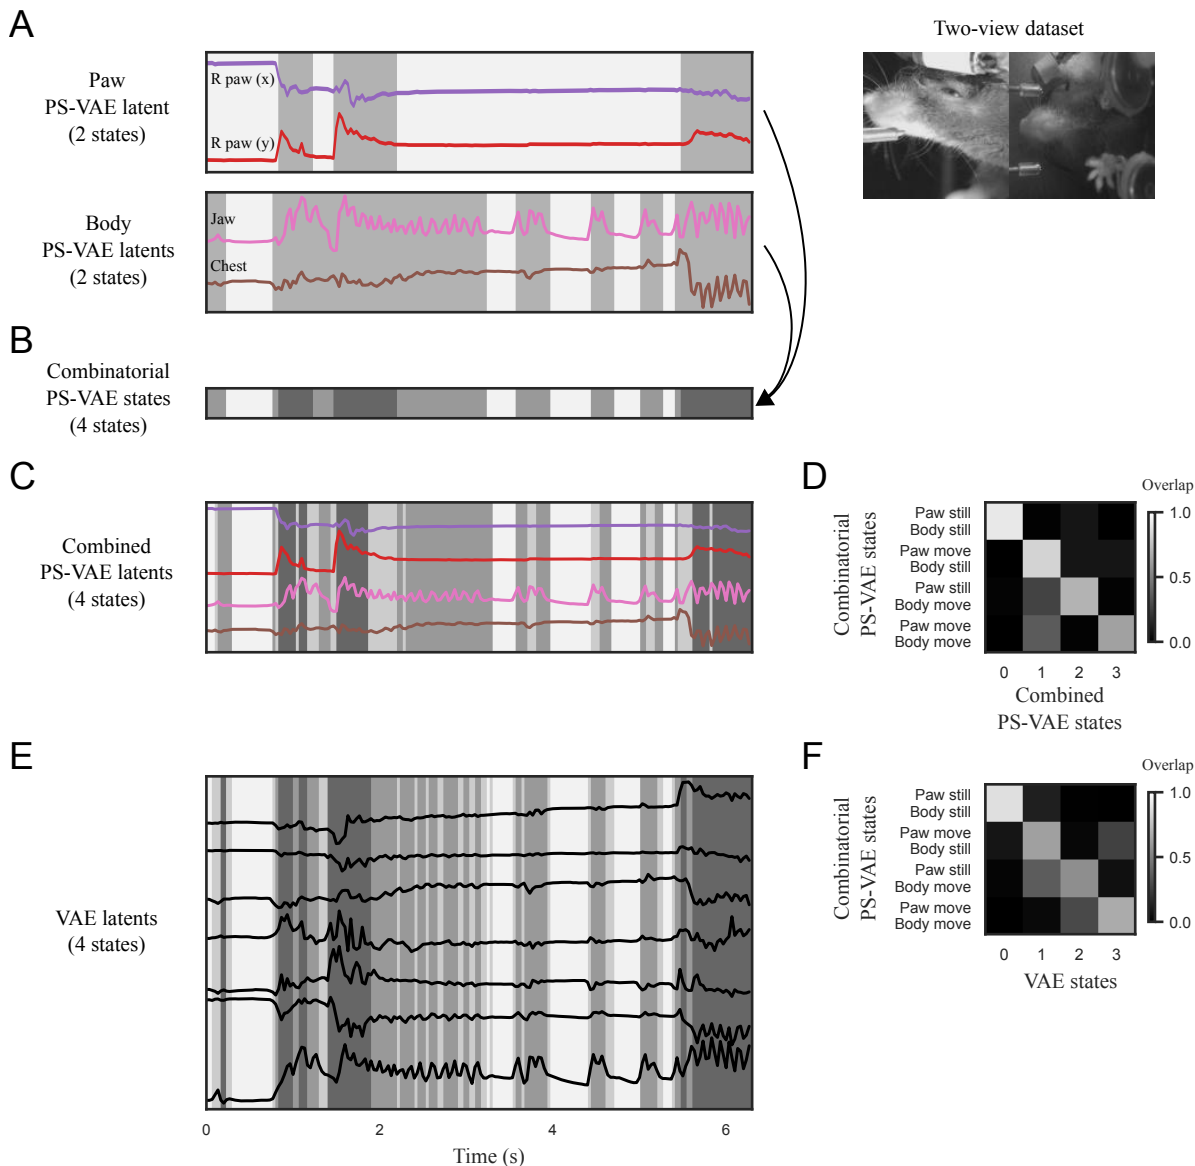 A
Two-view dataset
Paw
PS-VAE latent
(2 states)
R paw (x)
R paw (y)
Body
PS-VAE latents
(2 states)
Jaw
Chest
B
Combinatorial
PS-VAE states
(4 states)
C
Combined
PS-VAE latents
(4 states)
D
Overlap
Combinatorial
PS-VAE states
Paw still
Body still
Paw move
Body still
Paw still
Body move
Paw move
Body move
1.0
0.5
0.0
0 1 2 3
Combined
PS-VAE states
E
VAE latents
(4 states)
0 2 4 6
Time (s)
F
Overlap
Combinatorial
PS-VAE states
Paw still
Body still
Paw move
Body still
Paw still
Body move
Paw move
Body move
1.0
0.5
0.0
0 1 2 3
VAE states